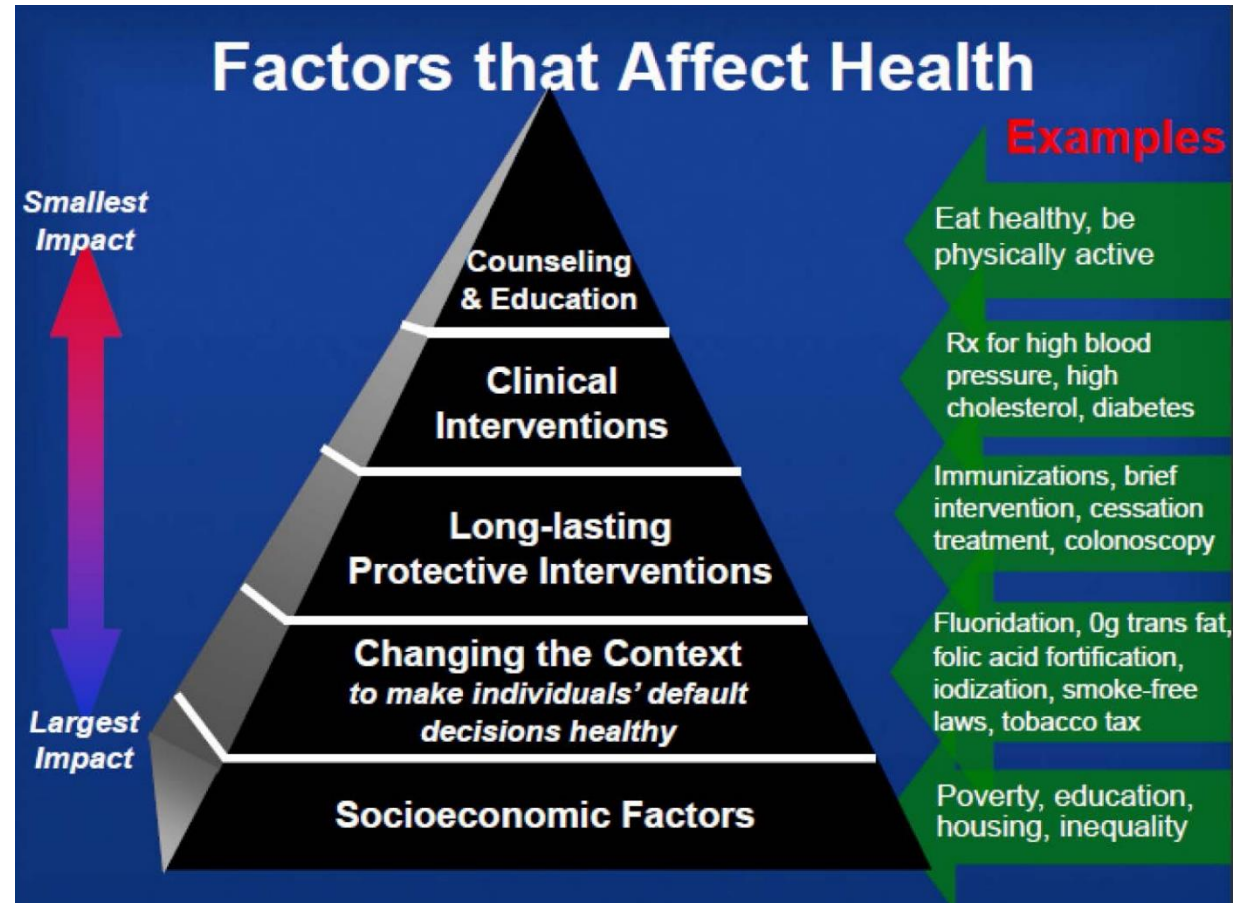 Factors that Affect Health
Examples
Smallest
Impact
Largest
Impact
Counseling
& Education
Clinical
Interventions
Long-lasting
Protective Interventions
Changing the Context
to make individuals' default
decisions healthy
Socioeconomic Factors
Eat healthy, be
physically active
Rx for high blood
pressure, high
cholesterol, diabetes
Immunizations, brief
intervention, cessation
treatment, colonoscopy
Fluoridation, 0g trans fat,
folic acid fortification,
iodization, smoke-free
laws, tobacco tax
Poverty, education,
housing, inequality